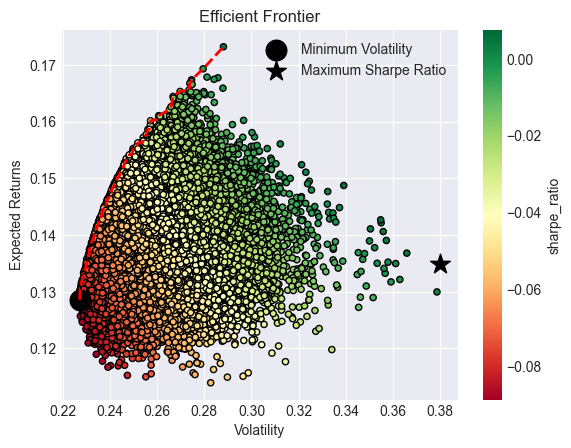 Efficient Frontier
Minimum Volatility
Maximum Sharpe Ratio
Expected Returns
0.17
0.16
0.15
0.14
0.13
0.12
0.22 0.24 0.26 0.28 0.30 0.32 0.34 0.36 0.38
Volatility
0.00
−0.02
−0.04
−0.06
−0.08
sharpe_ratio